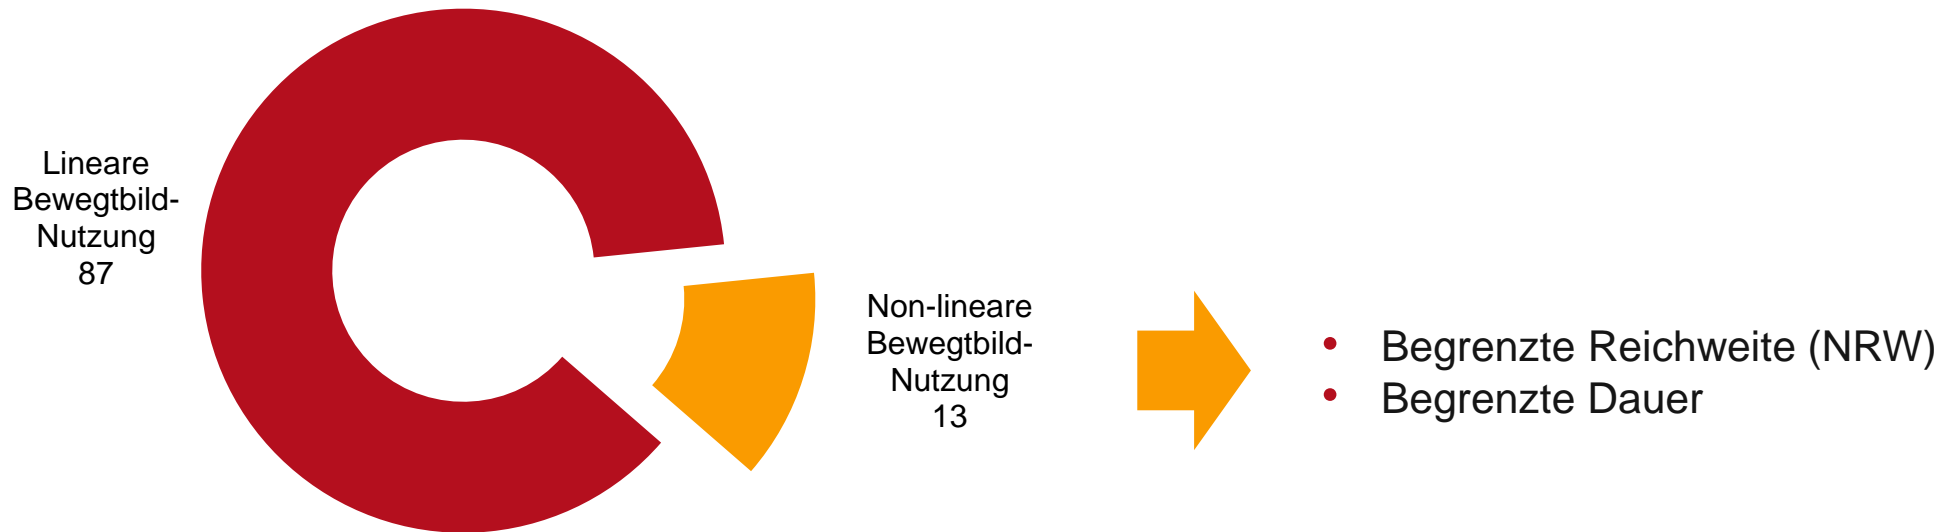 Lineare
Bewegtbild-
Nutzung
87
Non-lineare
Bewegtbild-
Nutzung
13
• Begrenzte Reichweite (NRW)
• Begrenzte Dauer